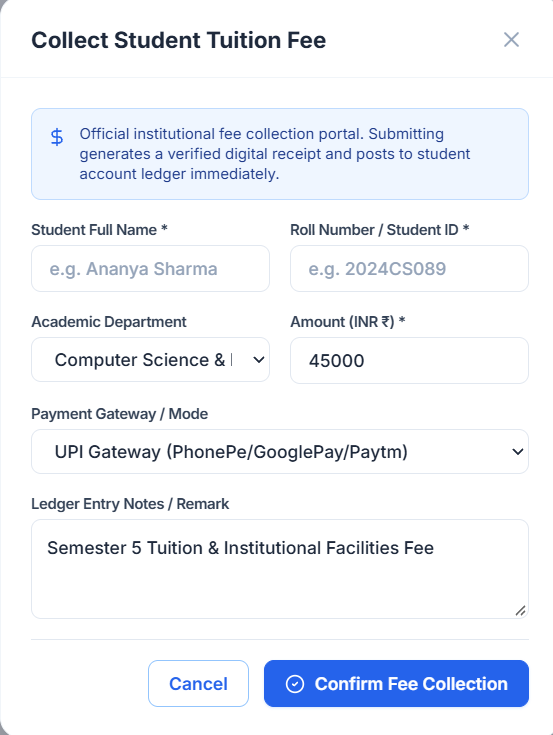 Collect Student Tuition Fee
Official institutional fee collection portal. Submitting
generates a verified digital receipt and posts to student
account ledger immediately.
Student Full Name *
Roll Number / Student ID *
e.g. Ananya Sharma
e.g. 2024CS089
Academic Department
Amount (INR ₹) *
Computer Science &
45000
Payment Gateway / Mode
UPI Gateway (PhonePe/GooglePay/Paytm)
Ledger Entry Notes / Remark
Semester 5 Tuition & Institutional Facilities Fee
Cancel
Confirm Fee Collection